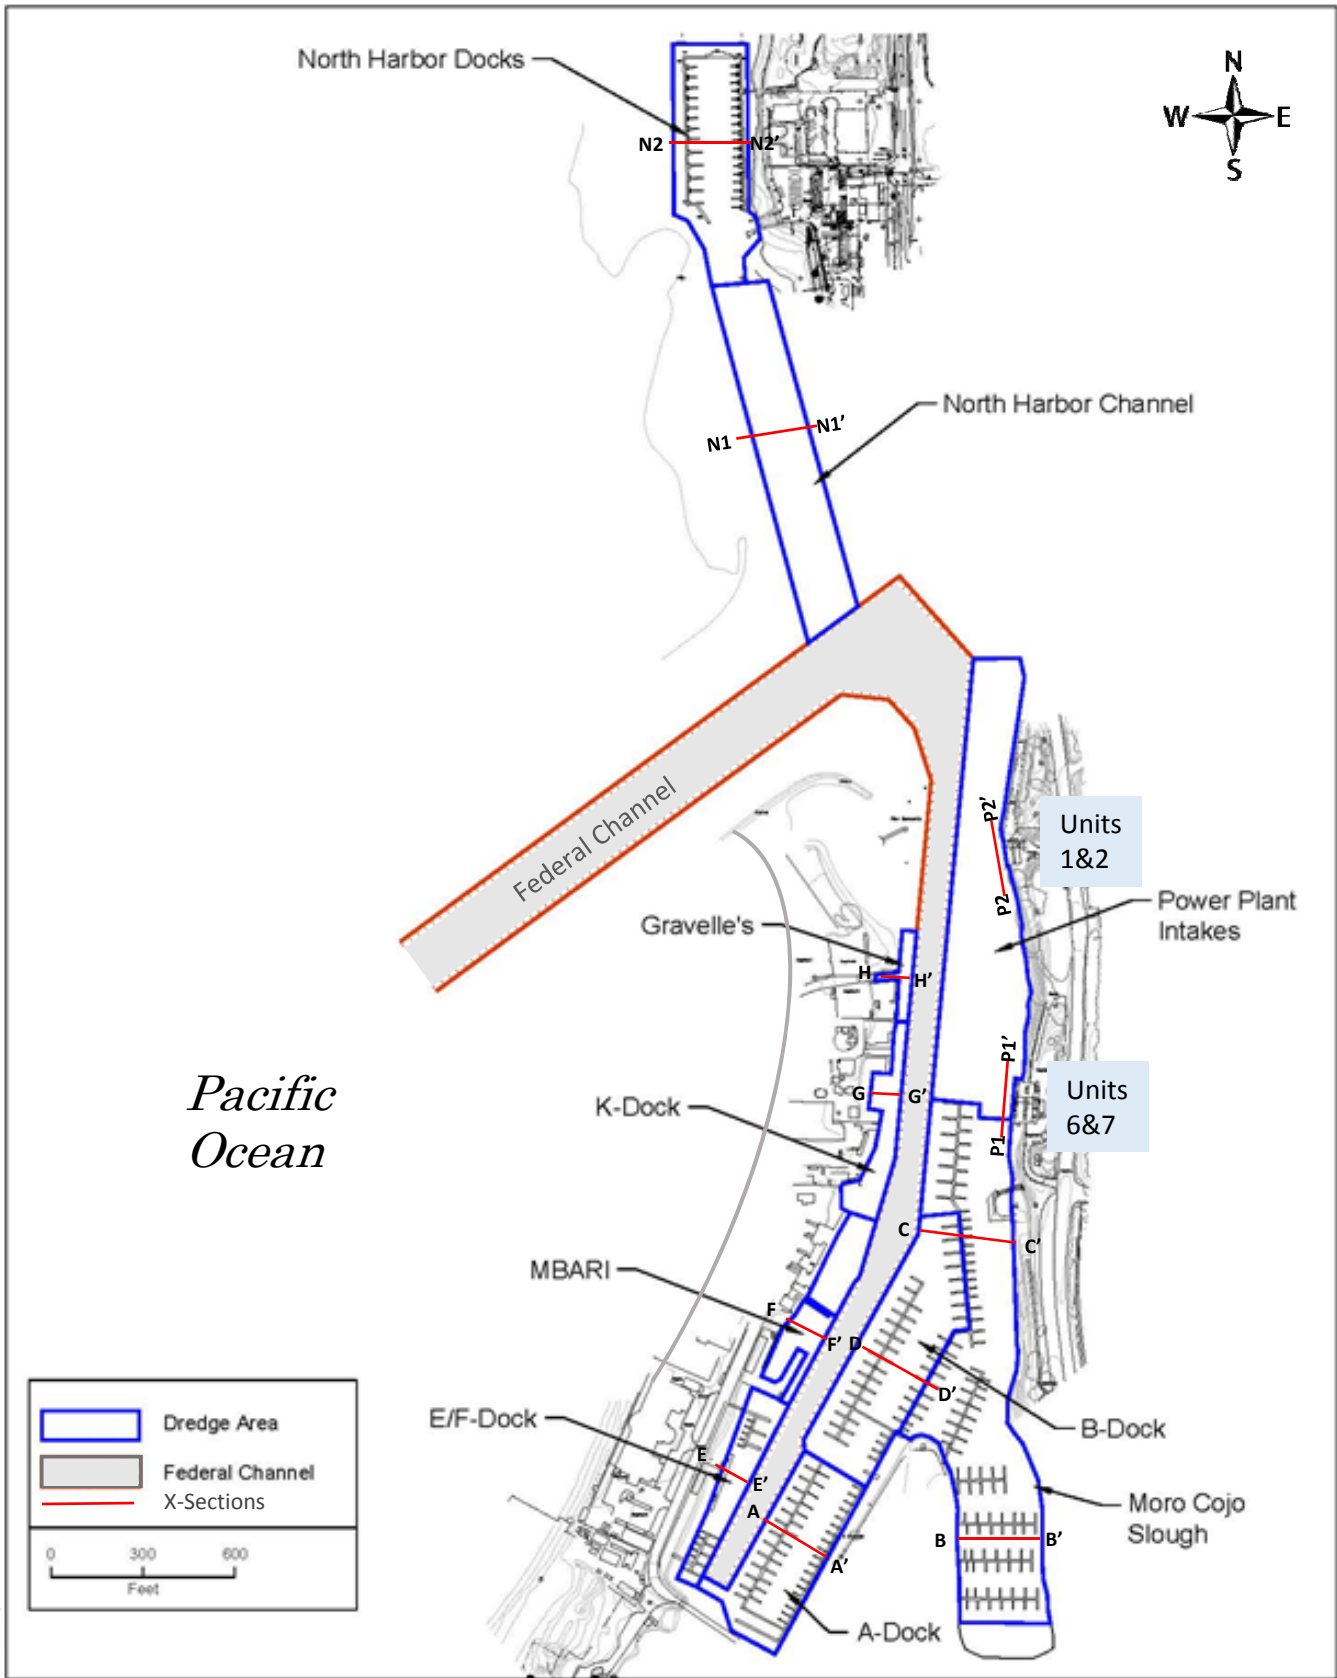 North Harbor Docks
N
W
E
S
N2
N2’
North Harbor Channel
N1
N1’
Federal Channel
P2’
Units
1&2
P2
Power Plant
Intakes
Gravelle's
H
H’
P1’
Units
6&7
G
G’
K-Dock
P1
Pacific
Ocean
C
C’
MBARI
F
F’
D
D’
E/F-Dock
B-Dock
E
E’
A
A’
B
B’
Moro Cojo
Slough
A-Dock
Dredge Area
Federal Channel
X-Sections
0 300 600
Feet